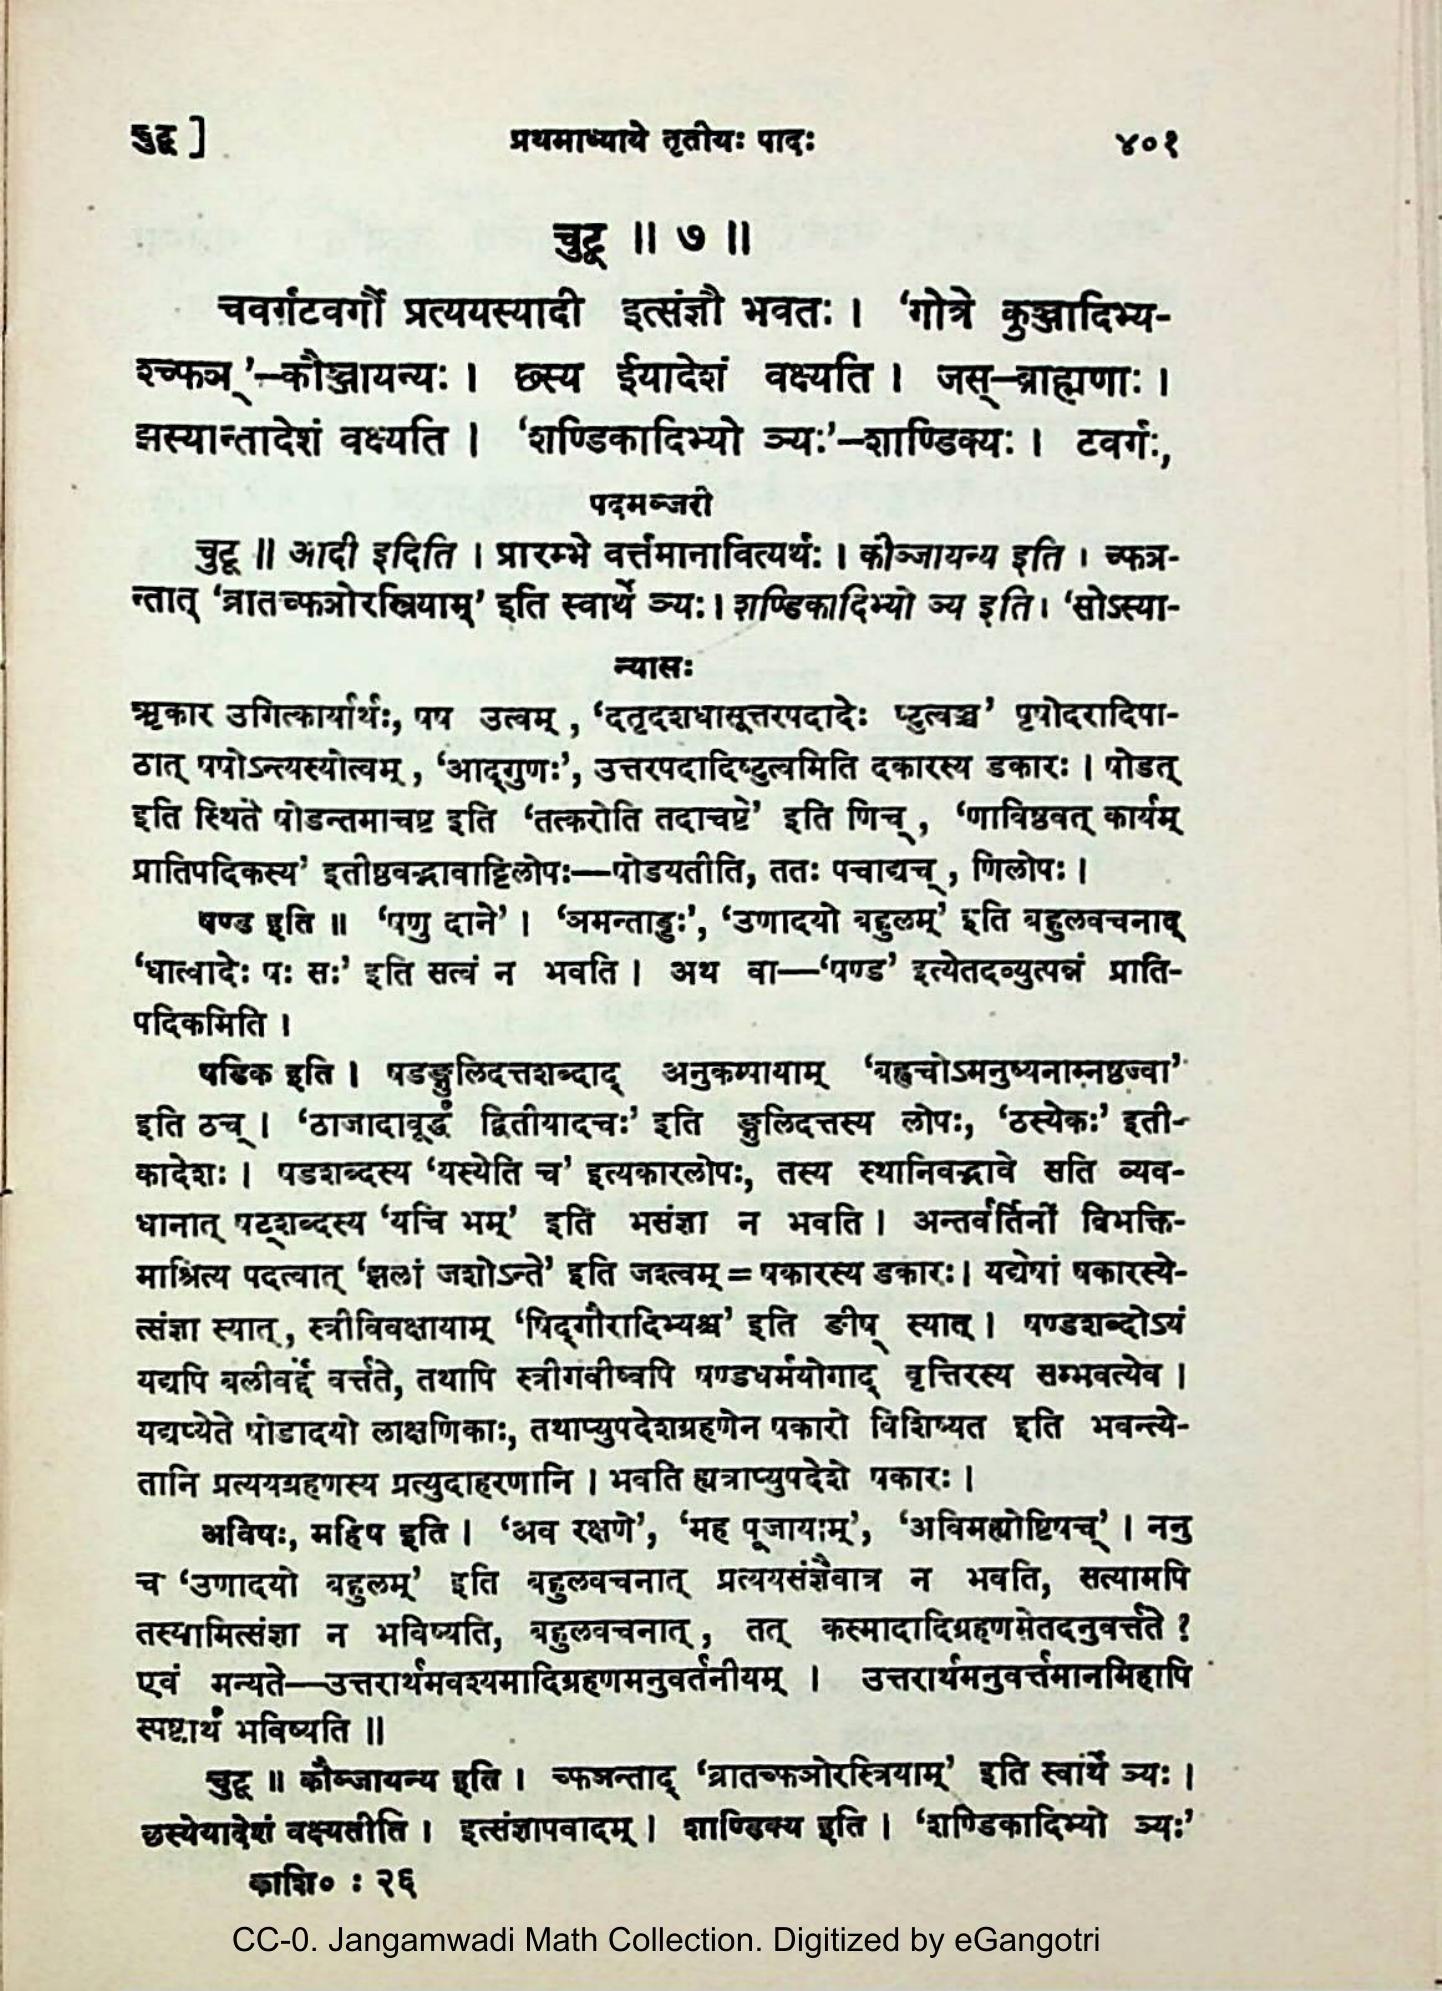 चुटू ]
प्रथमाध्याये तृतीयः पादः
४०१
चुटू ॥ ७ ॥
चवर्गटवर्गौ प्रत्ययस्यादी इत्संज्ञौ भवतः । ‘गोत्रे कुञ्जादिभ्य-
श्च्फञ्’—कौञ्जायन्यः । छस्य ईयादेशं वक्ष्यति । जस्—ब्राह्मणाः ।
झस्यान्तादेशं वक्ष्यति । ‘शण्डिकादिभ्यो ञ्यः’—शाण्डिक्यः । टवर्गः,
पदमञ्जरी
चुटू ॥ आदी इदिति । प्रारम्भे वर्त्तमानावित्यर्थः । कौञ्जायन्य इति । च्फञ-
न्तात् ‘व्रातच्फञोरस्त्रियाम्’ इति स्वार्थे ञ्यः । शण्डिकादिभ्यो ञ्य इति । ‘सोऽस्या-
न्यासः
ऋकार उगित्कार्यार्थः, षष उत्वम् , ‘दतृदशधासूत्तरपदादेः ष्टुत्वञ्च’ पृषोदरादिपा-
ठात् षषोऽन्त्यस्योत्वम् , ‘आद्गुणः’, उत्तरपदादिष्टुत्वमिति दकारस्य डकारः । षोडत्
इति स्थिते षोडन्तमाचष्ट इति ‘तत्करोति तदाचष्टे’ इति णिच् , ‘णाविष्ठवत् कार्यम्
प्रातिपदिकस्य’ इतीष्ठवद्भावाट्टिलोपः—षोडयतीति, ततः पचाद्यच् , णिलोपः ।
षण्ड इति ॥ ‘षणु दाने’ । ‘ञमन्ताड्डः’, ‘उणादयो बहुलम्’ इति बहुलवचनाद्
‘धात्वादेः षः सः’ इति सत्वं न भवति । अथ वा—‘षण्ड’ इत्येतदव्युत्पन्नं प्राति-
पदिकमिति ।
षडिक इति । षडङ्गुलिदत्तशब्दाद् अनुकम्पायाम् ‘बह्वचोऽमनुष्यनाम्नष्ठज्वा’
इति ठच् । ‘ठाजादावूर्द्ध्वं द्वितीयादचः’ इति ङ्गुलिदत्तस्य लोपः, ‘ठस्येकः’ इती-
कादेशः । षडशब्दस्य ‘यस्येति च’ इत्यकारलोपः, तस्य स्थानिवद्भावे सति व्यव-
धानात् षट्शब्दस्य ‘यचि भम्’ इति भसंज्ञा न भवति । अन्तर्वर्तिनीं विभक्ति-
माश्रित्य पदत्वात् ‘झलां जशोऽन्ते’ इति जश्त्वम् = षकारस्य डकारः । यद्येषां षकारस्ये-
त्संज्ञा स्यात् , स्त्रीविवक्षायाम् ‘षिद्गौरादिभ्यश्च’ इति ङीष् स्यात् । षण्डशब्दोऽयं
यद्यपि बलीवर्द्दे वर्त्तते, तथापि स्त्रीगवीष्वपि षण्डधर्मयोगाद् वृत्तिरस्य सम्भवत्येव ।
यद्यप्येते षोडादयो लाक्षणिकाः, तथाप्युपदेशग्रहणेन षकारो विशिष्यत इति भवन्त्ये-
तानि प्रत्ययग्रहणस्य प्रत्युदाहरणानि । भवति ह्यत्राप्युपदेशे षकारः ।
अविषः, महिष इति । ‘अव रक्षणे’, ‘मह पूजायाम्’, ‘अविमह्योष्टिषच्’ । ननु
च ‘उणादयो बहुलम्’ इति बहुलवचनात् प्रत्ययसंज्ञैवात्र न भवति, सत्यामपि
तस्यामित्संज्ञा न भविष्यति, बहुलवचनात् , तत् कस्मादादिग्रहणमेतदनुवर्त्तते ?
एवं मन्यते—उत्तरार्थमवश्यमादिग्रहणमनुवर्तनीयम् । उत्तरार्थमनुवर्त्तमानमिहापि
स्पष्टार्थं भविष्यति ॥
चुटू ॥ कौञ्जायन्य इति । च्फञन्ताद् ‘व्रातच्फञोरस्त्रियाम्’ इति स्वार्थे ञ्यः ।
छस्येयादेशं वक्ष्यतीति । इत्संज्ञापवादम् । शाण्डिक्य इति । ‘शण्डिकादिभ्यो ञ्यः’
काशि० : २६
CC-0. Jangamwadi Math Collection. Digitized by eGangotri